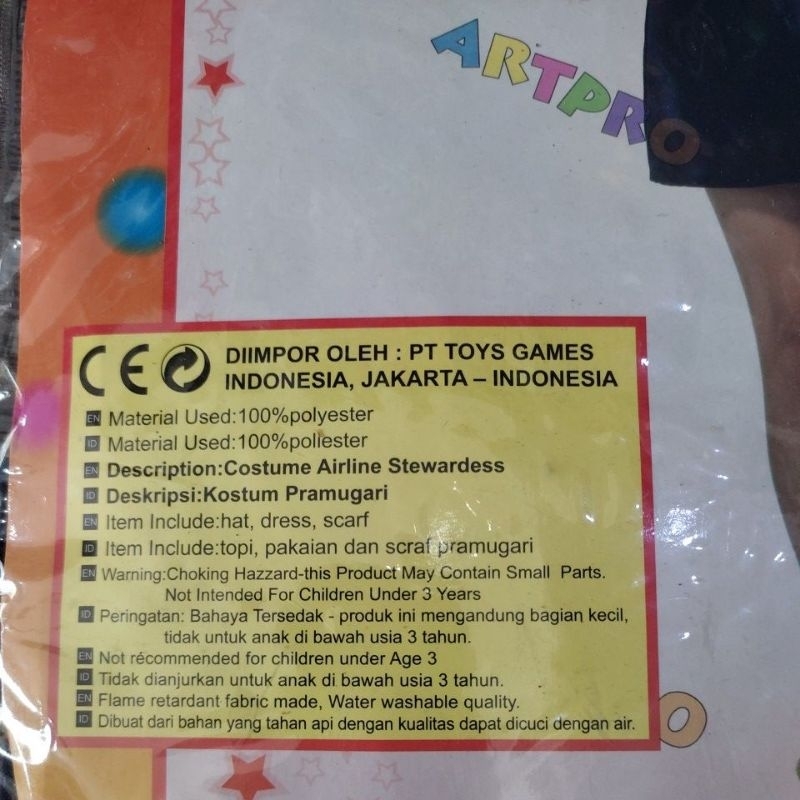 ARTPRO
CE DIIMPOR OLEH : PT TOYS GAMES
INDONESIA, JAKARTA – INDONESIA
EN Material Used:100%polyester
ID Material Used:100%poliester
EN Description:Costume Airline Stewardess
ID Deskripsi:Kostum Pramugari
EN Item Include:hat, dress, scarf
ID Item Include:topi, pakaian dan scraf pramugari
EN Warning:Choking Hazzard-this Product May Contain Small Parts.
Not Intended For Children Under 3 Years
ID Peringatan: Bahaya Tersedak - produk ini mengandung bagian kecil,
tidak untuk anak di bawah usia 3 tahun.
EN Not récommended for children under Age 3
ID Tidak dianjurkan untuk anak di bawah usia 3 tahun.
EN Flame retardant fabric made, Water washable quality.
ID Dibuat dari bahan yang tahan api dengan kualitas dapat dicuci dengan air.
O